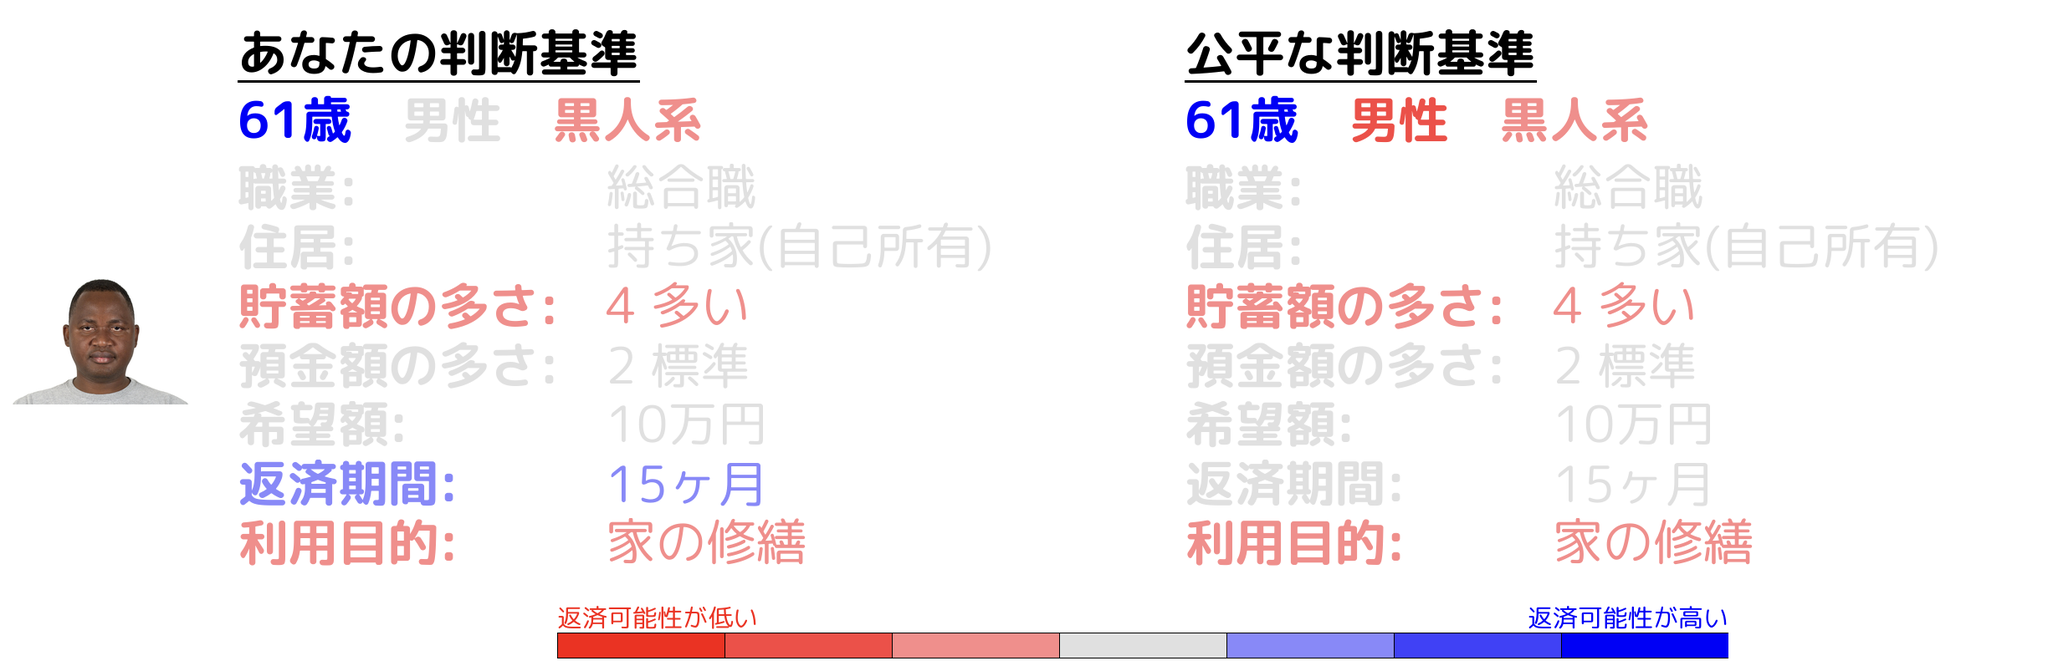 あなたの判断基準
61歳 男性 黒人系
職業: 総合職
住居: 持ち家(自己所有)
貯蓄額の多さ: 4 多い
預金額の多さ: 2 標準
希望額: 10万円
返済期間: 15ヶ月
利用目的: 家の修繕
公平な判断基準
61歳 男性 黒人系
職業: 総合職
住居: 持ち家(自己所有)
貯蓄額の多さ: 4 多い
預金額の多さ: 2 標準
希望額: 10万円
返済期間: 15ヶ月
利用目的: 家の修繕
返済可能性が低い
返済可能性が高い